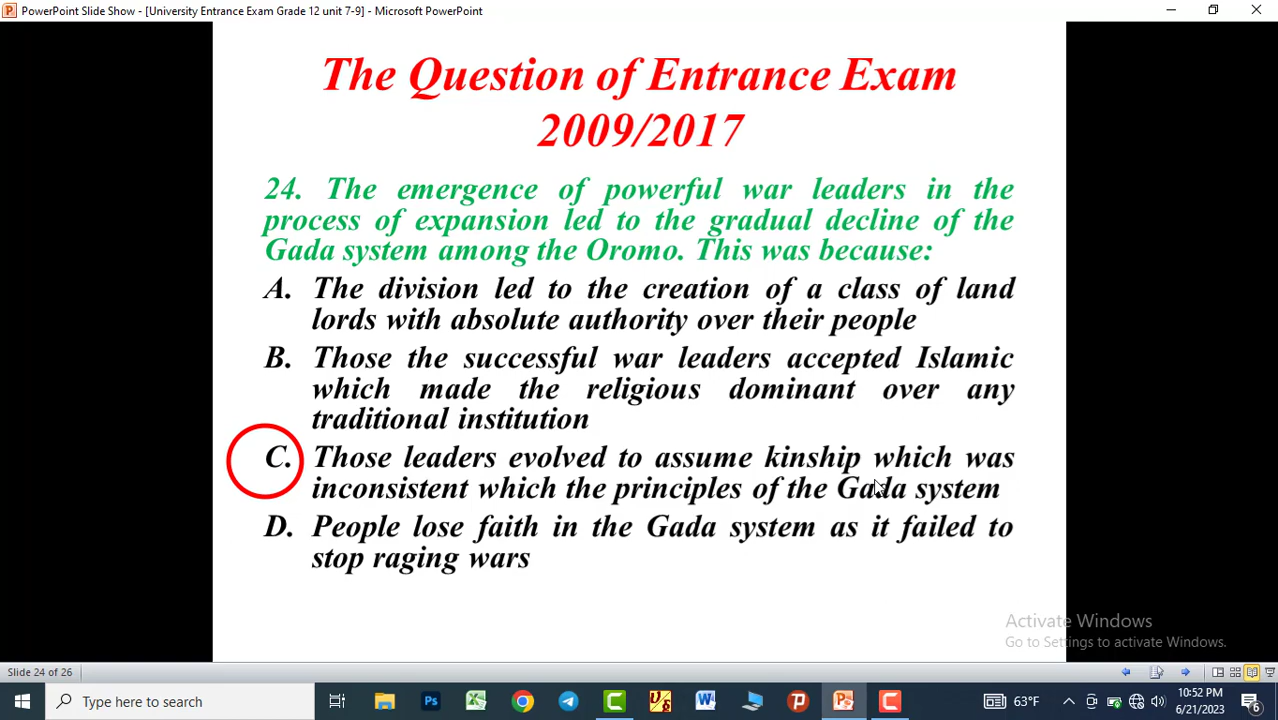 PowerPoint Slide Show - [University Entrance Exam Grade 12 unit 7-9] - Microsoft PowerPoint
The Question of Entrance Exam
2009/2017
24. The emergence of powerful war leaders in the
process of expansion led to the gradual decline of the
Gada system among the Oromo. This was because:
A. The division led to the creation of a class of land
lords with absolute authority over their people
B. Those the successful war leaders accepted Islamic
which made the religious dominant over any
traditional institution
C. Those leaders evolved to assume kinship which was
inconsistent which the principles of the Gada system
D. People lose faith in the Gada system as it failed to
stop raging wars
Activate Windows
Go to Settings to activate Windows.
Slide 24 of 26
Type here to search
63°F
10:52 PM
6/21/2023
6